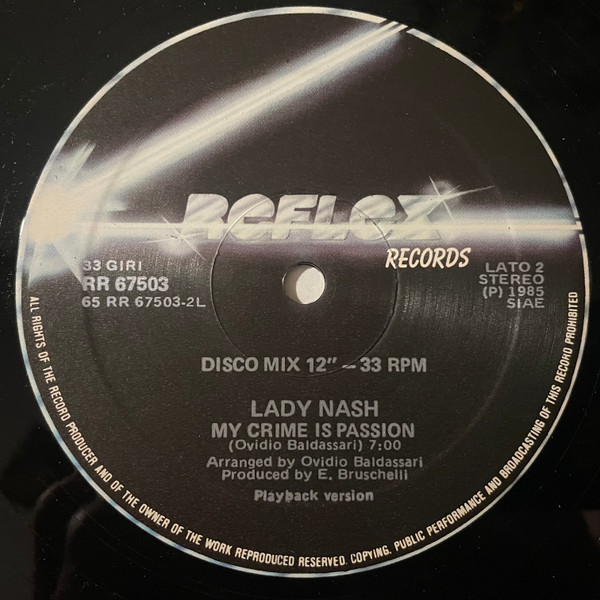 REFLEX
RECORDS
33 GIRI
RR 67503
65 RR 67503-2L
LATO 2
STEREO
(P) 1985
SIAE
DISCO MIX 12" - 33 RPM
LADY NASH
MY CRIME IS PASSION
(Ovidio Baldassari) 7:00
Arranged by Ovidio Baldassari
Produced by E. Bruschelli
Playback version
ALL RIGHTS OF THE RECORD PRODUCER AND OF THE OWNER OF THE WORK REPRODUCED RESERVED. COPYING, PUBLIC PERFORMANCE AND BROADCASTING OF THIS RECORD PROHIBITED